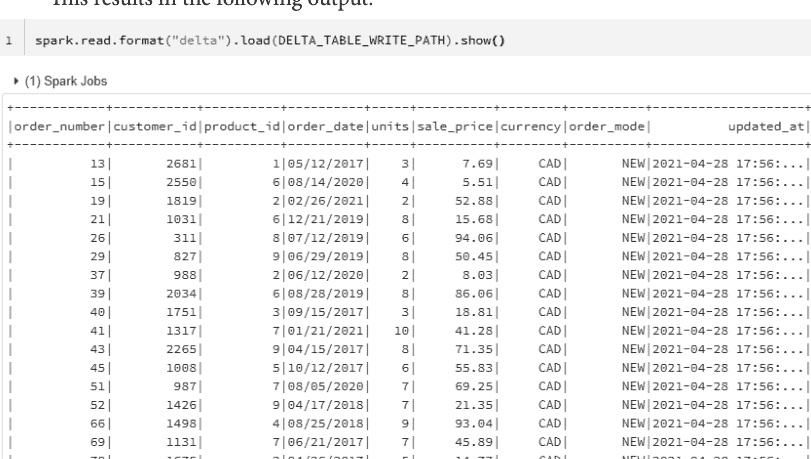 This results in the following output:
1 spark.read.format("delta").load(DELTA_TABLE_WRITE_PATH).show()
(1) Spark Jobs
+------------+-----------+----------+----------+-----+----------+--------+----------+--------------------+
|order_number|customer_id|product_id|order_date|units|sale_price|currency|order_mode|          updated_at|
+------------+-----------+----------+----------+-----+----------+--------+----------+--------------------+
|          13|       2681|         1|05/12/2017|    3|      7.69|     CAD|       NEW|2021-04-28 17:56:...|
|          15|       2550|         6|08/14/2020|    4|      5.51|     CAD|       NEW|2021-04-28 17:56:...|
|          19|       1819|         2|02/26/2021|    2|     52.88|     CAD|       NEW|2021-04-28 17:56:...|
|          21|       1031|         6|12/21/2019|    8|     15.68|     CAD|       NEW|2021-04-28 17:56:...|
|          26|        311|         8|07/12/2019|    6|     94.06|     CAD|       NEW|2021-04-28 17:56:...|
|          29|        827|         9|06/29/2019|    8|     50.45|     CAD|       NEW|2021-04-28 17:56:...|
|          37|        988|         2|06/12/2020|    2|      8.03|     CAD|       NEW|2021-04-28 17:56:...|
|          39|       2034|         6|08/28/2019|    8|     86.06|     CAD|       NEW|2021-04-28 17:56:...|
|          40|       1751|         3|09/15/2017|    3|     18.81|     CAD|       NEW|2021-04-28 17:56:...|
|          41|       1317|         7|01/21/2021|   10|     41.28|     CAD|       NEW|2021-04-28 17:56:...|
|          43|       2265|         9|04/15/2017|    8|     71.35|     CAD|       NEW|2021-04-28 17:56:...|
|          45|       1008|         5|10/12/2017|    6|     55.83|     CAD|       NEW|2021-04-28 17:56:...|
|          51|        987|         7|08/05/2020|    7|     69.25|     CAD|       NEW|2021-04-28 17:56:...|
|          52|       1426|         9|04/17/2018|    7|     21.35|     CAD|       NEW|2021-04-28 17:56:...|
|          66|       1498|         4|08/25/2018|    9|     93.04|     CAD|       NEW|2021-04-28 17:56:...|
|          69|       1131|         7|06/21/2017|    7|     45.89|     CAD|       NEW|2021-04-28 17:56:...|